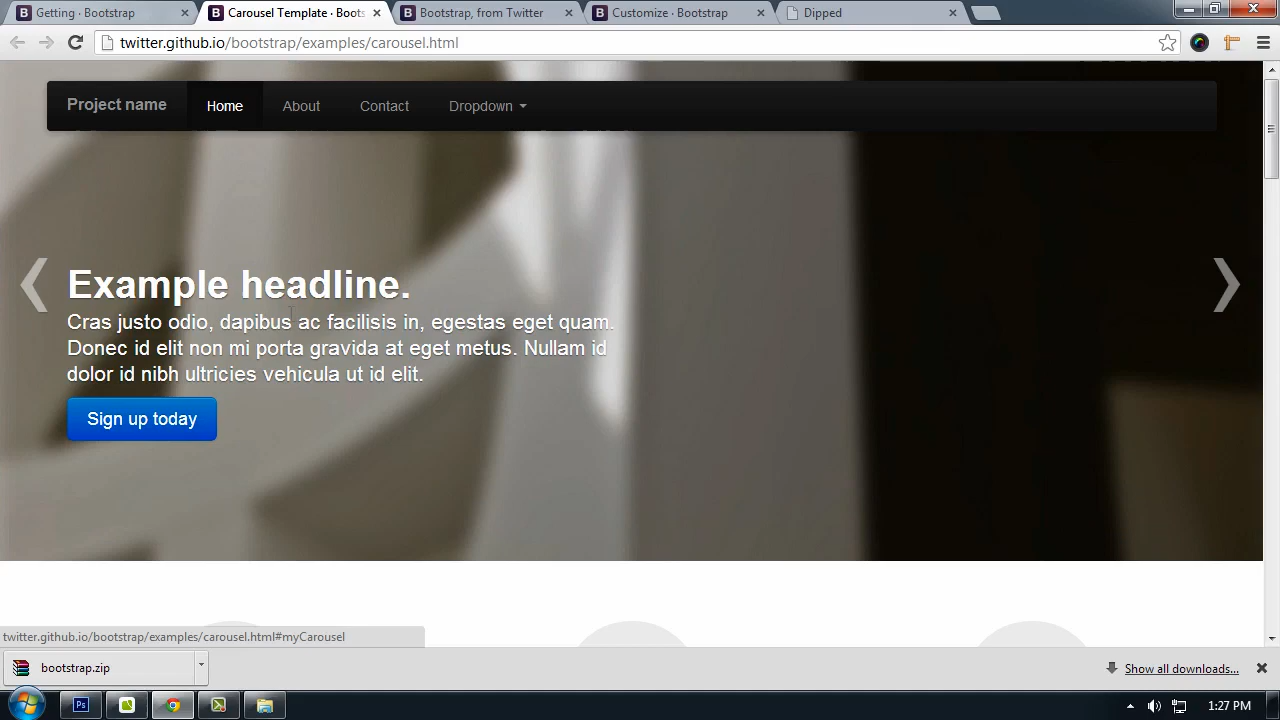 Getting · Bootstrap
Carousel Template · Boots
Bootstrap, from Twitter
Customize · Bootstrap
Dipped
twitter.github.io/bootstrap/examples/carousel.html
Project name
Home
About
Contact
Dropdown
Example headline.
Cras justo odio, dapibus ac facilisis in, egestas eget quam.
Donec id elit non mi porta gravida at eget metus. Nullam id
dolor id nibh ultricies vehicula ut id elit.
Sign up today
twitter.github.io/bootstrap/examples/carousel.html#myCarousel
bootstrap.zip
Show all downloads...
Ps
1:27 PM